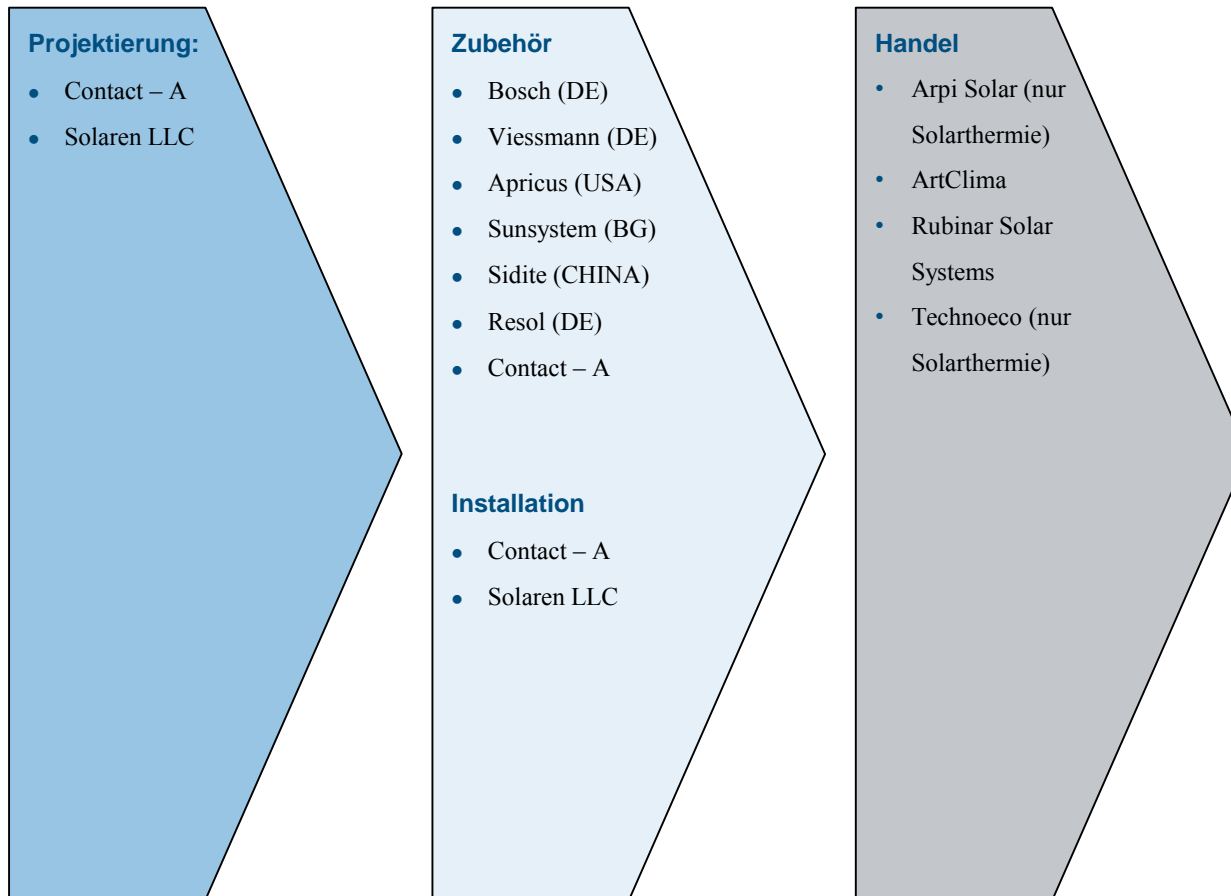 Projektierung:
• Contact – A
• Solaren LLC
Zubehör
• Bosch (DE)
• Viessmann (DE)
• Apricus (USA)
• Sunsystem (BG)
• Sidite (CHINA)
• Resol (DE)
• Contact – A
Installation
• Contact – A
• Solaren LLC
Handel
• Arpi Solar (nur
Solarthermie)
• ArtClima
• Rubinar Solar
Systems
• Technoeco (nur
Solarthermie)